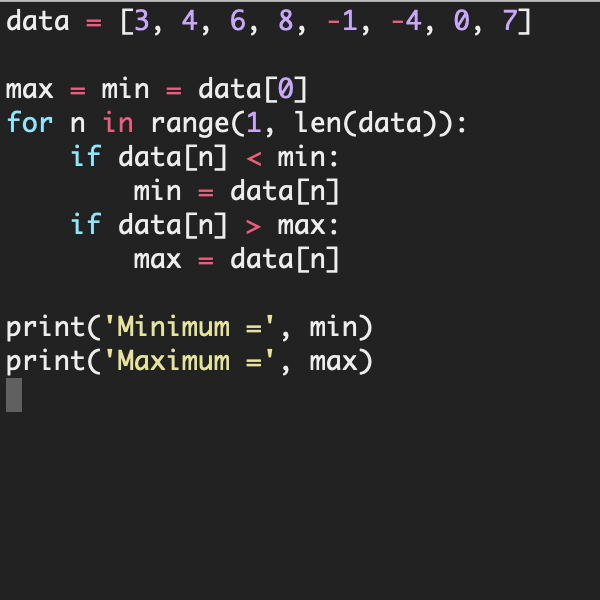 data = [3, 4, 6, 8, -1, -4, 0, 7]

max = min = data[0]
for n in range(1, len(data)):
    if data[n] < min:
        min = data[n]
    if data[n] > max:
        max = data[n]

print('Minimum =', min)
print('Maximum =', max)